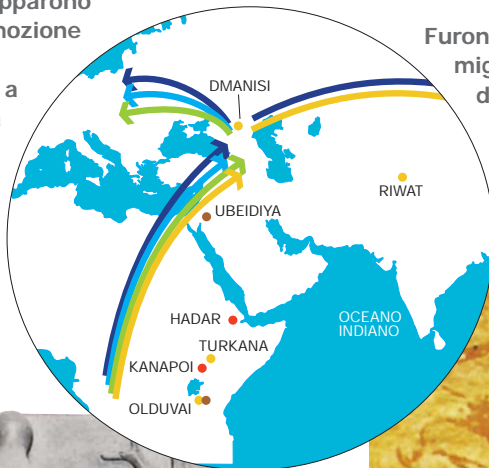 apparono
mozione
a
Furon
mig
d
DMANISI
RIWAT
UBEIDIYA
HADAR
OCEANO
INDIANO
TURKANA
KANAPOI
OLDUVAI